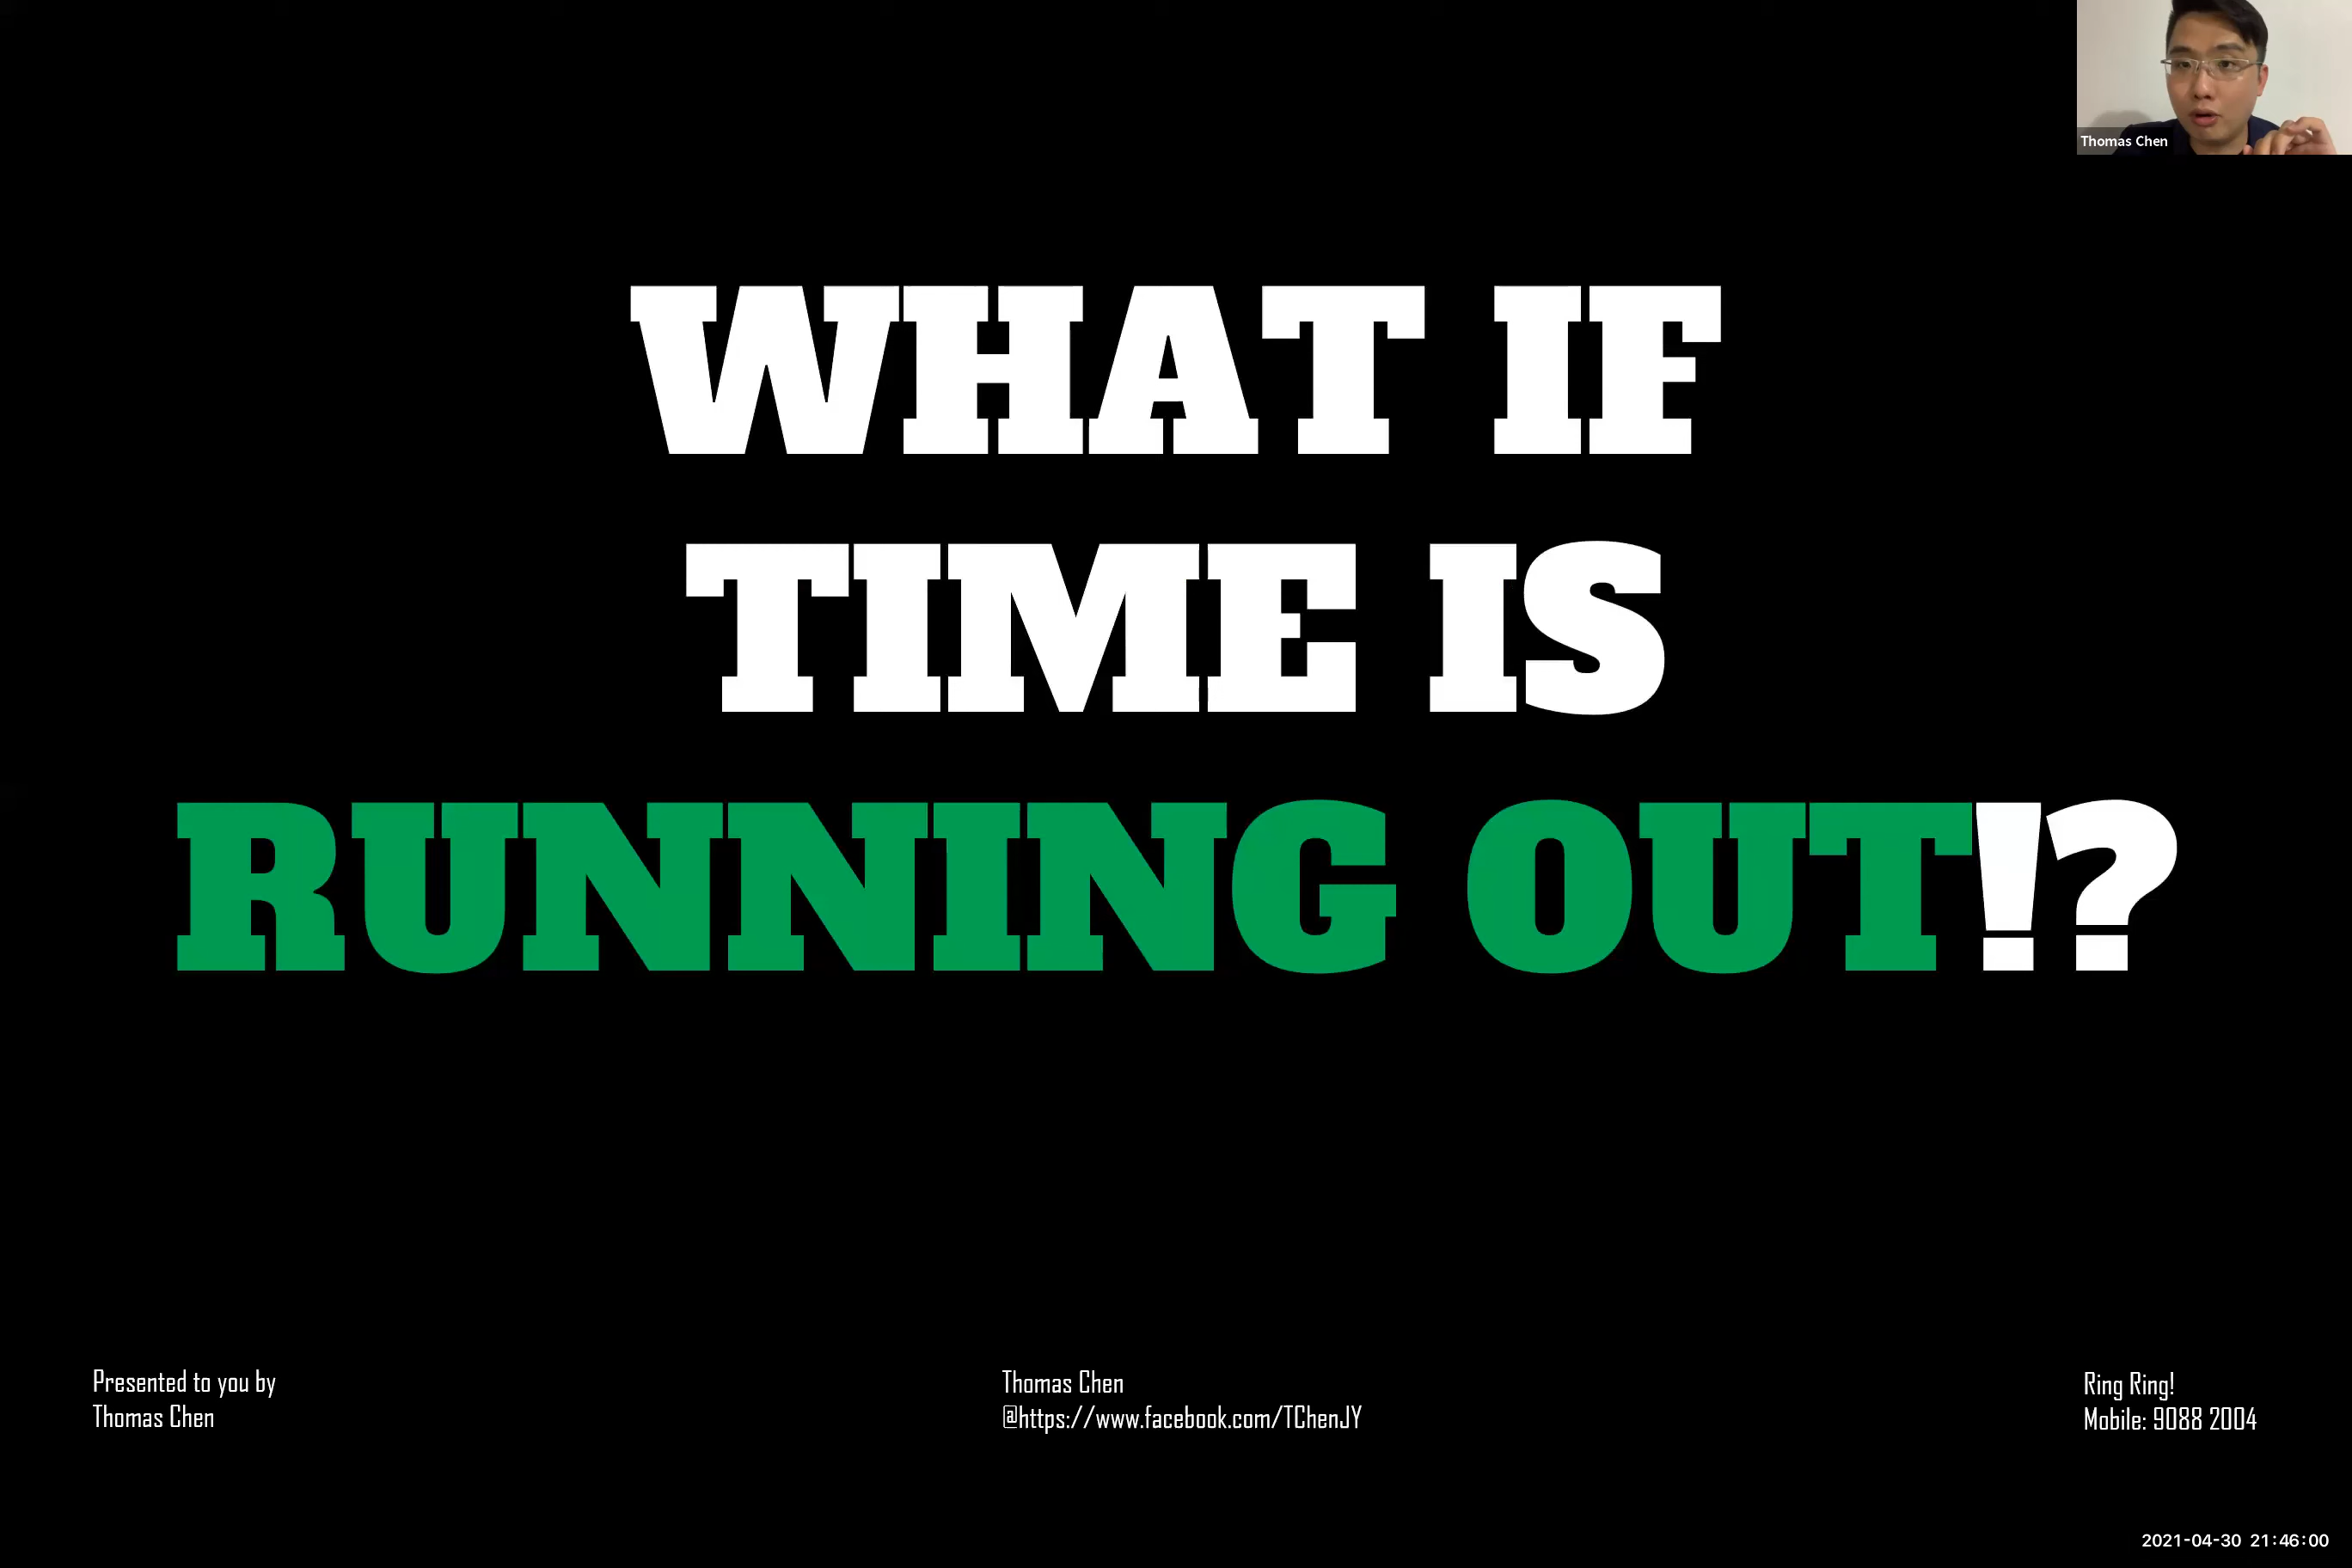 Thomas Chen
WHAT IF
TIME IS
RUNNING OUT!?
Presented to you by
Thomas Chen
Thomas Chen
@https://www.facebook.com/TChenJY
Ring Ring!
Mobile: 9088 2004
2021-04-30 21:46:00